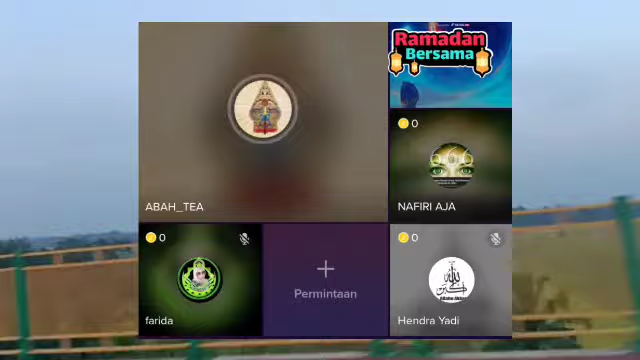 Ramadan
Bersama
ABAH_TEA
0
NAFIRI AJA
0
farida
Permintaan
0
Hendra Yadi